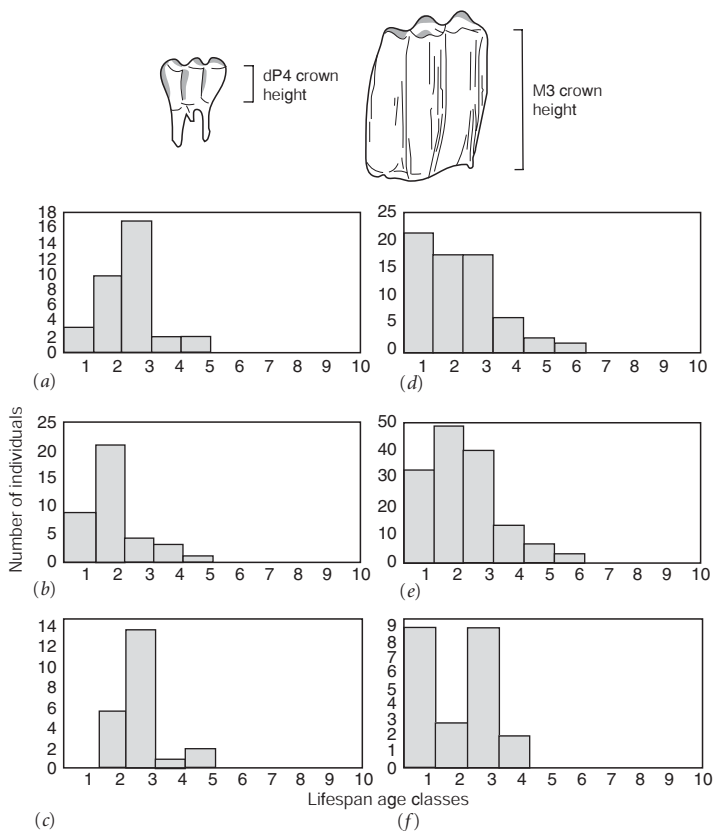 dP4 crown
height
M3 crown
height
18
16
14
12
10
8
6
4
2
0
1 2 3 4 5 6 7 8 9 10
(a)
25
20
15
10
5
0
1 2 3 4 5 6 7 8 9 10
(d)
Number of individuals
25
20
15
10
5
0
1 2 3 4 5 6 7 8 9 10
(b)
50
40
30
20
10
0
1 2 3 4 5 6 7 8 9 10
(e)
14
12
10
8
6
4
2
0
1 2 3 4 5 6 7 8 9 10
(c)
9
8
7
6
5
4
3
2
1
0
1 2 3 4 5 6 7 8 9 10
(f)
Lifespan age classes